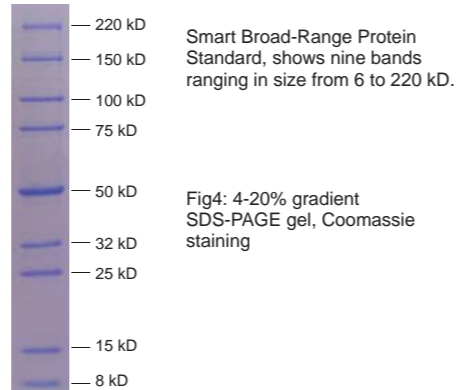 220 kD
150 kD
100 kD
75 kD
50 kD
32 kD
25 kD
15 kD
8 kD
Smart Broad-Range Protein
Standard, shows nine bands
ranging in size from 6 to 220 kD.
Fig4: 4-20% gradient
SDS-PAGE gel, Coomassie
staining